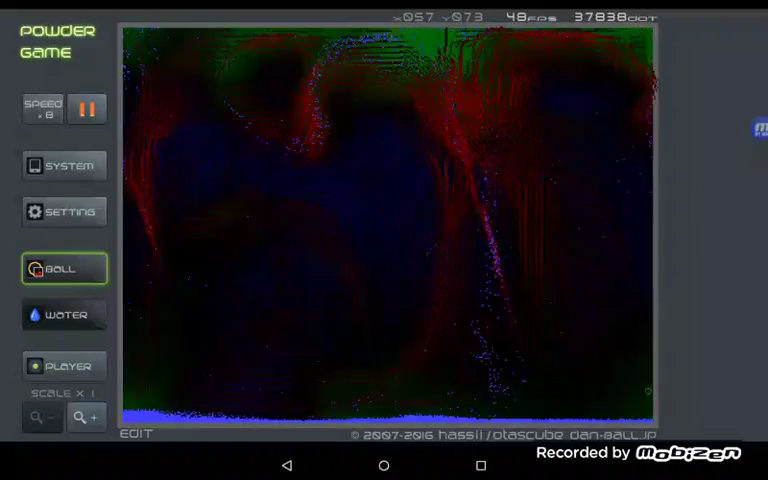 X057 Y073 48FPS 37838DOT
POWDER
GAME
SPEED
×8
SYSTEM
SETTING
BALL
WATER
PLAYER
SCALE × 1
EDIT
© 2007-2016 HA55II/OTASCUBE DAN-BALL.JP
Recorded by MOBIZEN